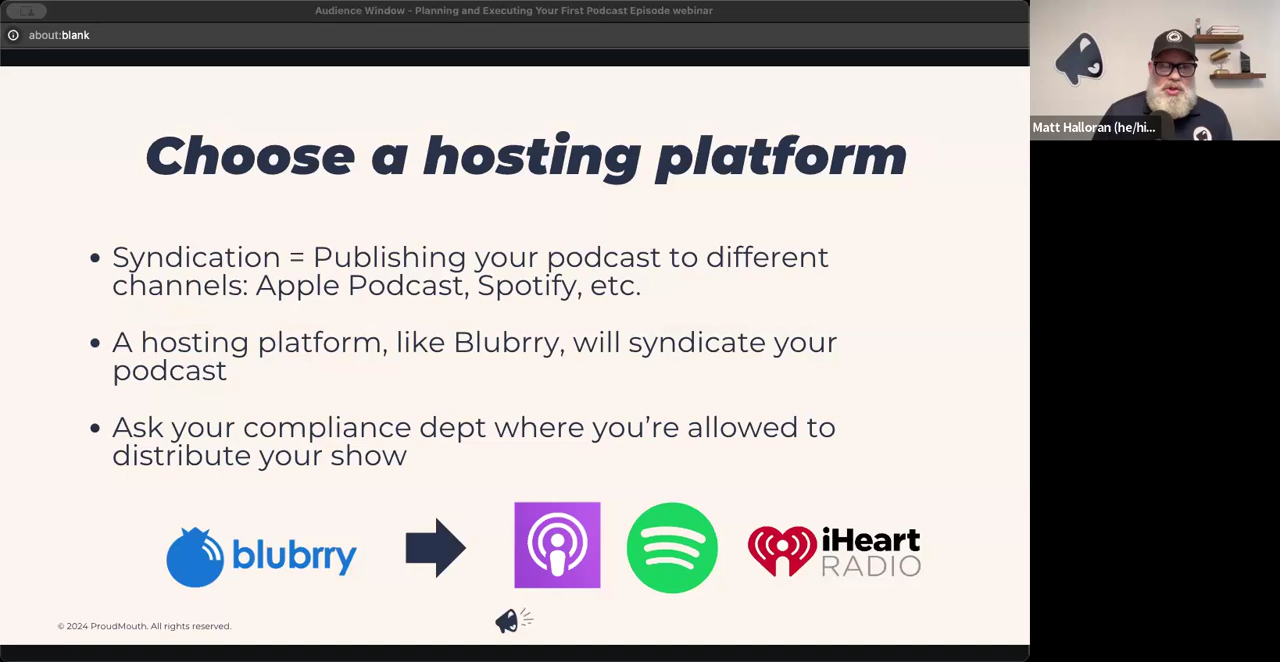 Audience Window - Planning and Executing Your First Podcast Episode webinar
about:blank
Choose a hosting platform
• Syndication = Publishing your podcast to different
channels: Apple Podcast, Spotify, etc.
• A hosting platform, like Blubrry, will syndicate your
podcast
• Ask your compliance dept where you’re allowed to
distribute your show
blubrry
iHeart
RADIO
© 2024 ProudMouth. All rights reserved.
Matt Halloran (he/hi...